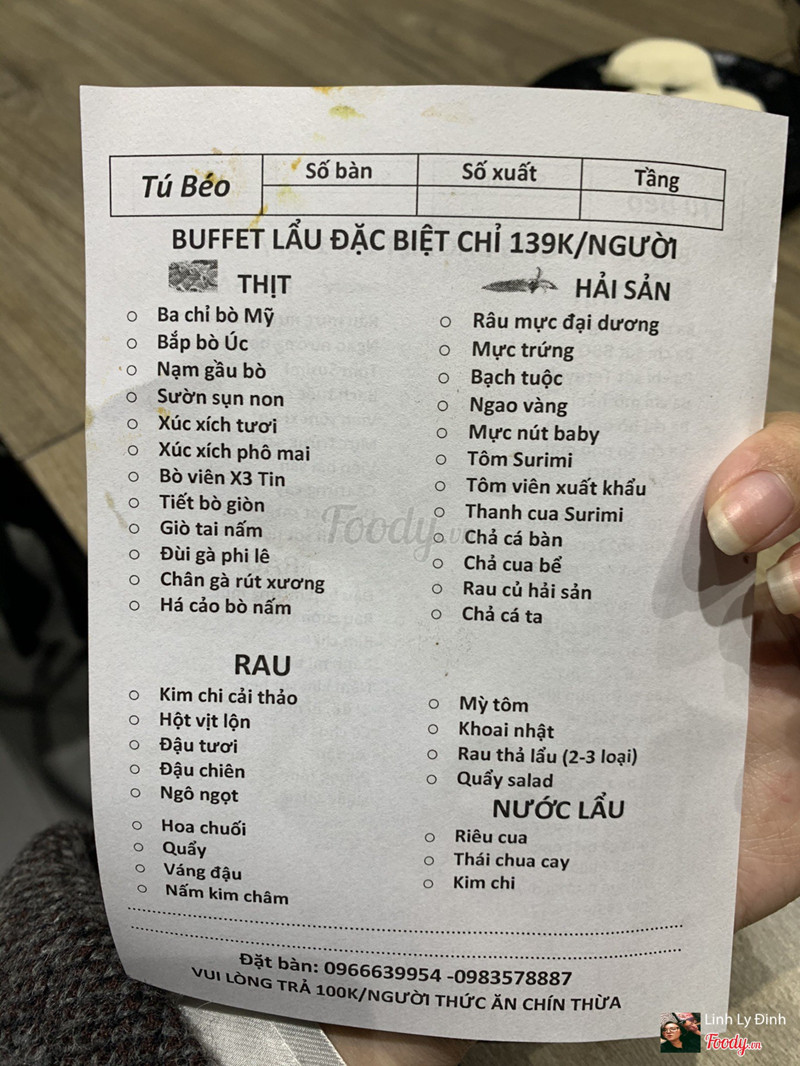 Tú Béo
Số bàn
Số xuất
Tầng
BUFFET LẨU ĐẶC BIỆT CHỈ 139K/NGƯỜI
THỊT
Ba chỉ bò Mỹ
Bắp bò Úc
Nạm gầu bò
Sườn sụn non
Xúc xích tươi
Xúc xích phô mai
Bò viên X3 Tin
Tiết bò giòn
Giò tai nấm
Đùi gà phi lê
Chân gà rút xương
Há cảo bò nấm
HẢI SẢN
Râu mực đại dương
Mực trứng
Bạch tuộc
Ngao vàng
Mực nút baby
Tôm Surimi
Tôm viên xuất khẩu
Thanh cua Surimi
Chả cá bàn
Chả cua bể
Rau củ hải sản
Chả cá ta
RAU
Kim chi cải thảo
Hột vịt lộn
Đậu tươi
Đậu chiên
Ngô ngọt
Hoa chuối
Quẩy
Váng đậu
Nấm kim châm
Mỳ tôm
Khoai nhật
Rau thả lẩu (2-3 loại)
Quẩy salad
NƯỚC LẨU
Riêu cua
Thái chua cay
Kim chi
Đặt bàn: 0966639954 -0983578887
VUI LÒNG TRẢ 100K/NGƯỜI THỨC ĂN CHÍN THỪA
Foody.vn
Linh Ly Đinh
Foody.vn